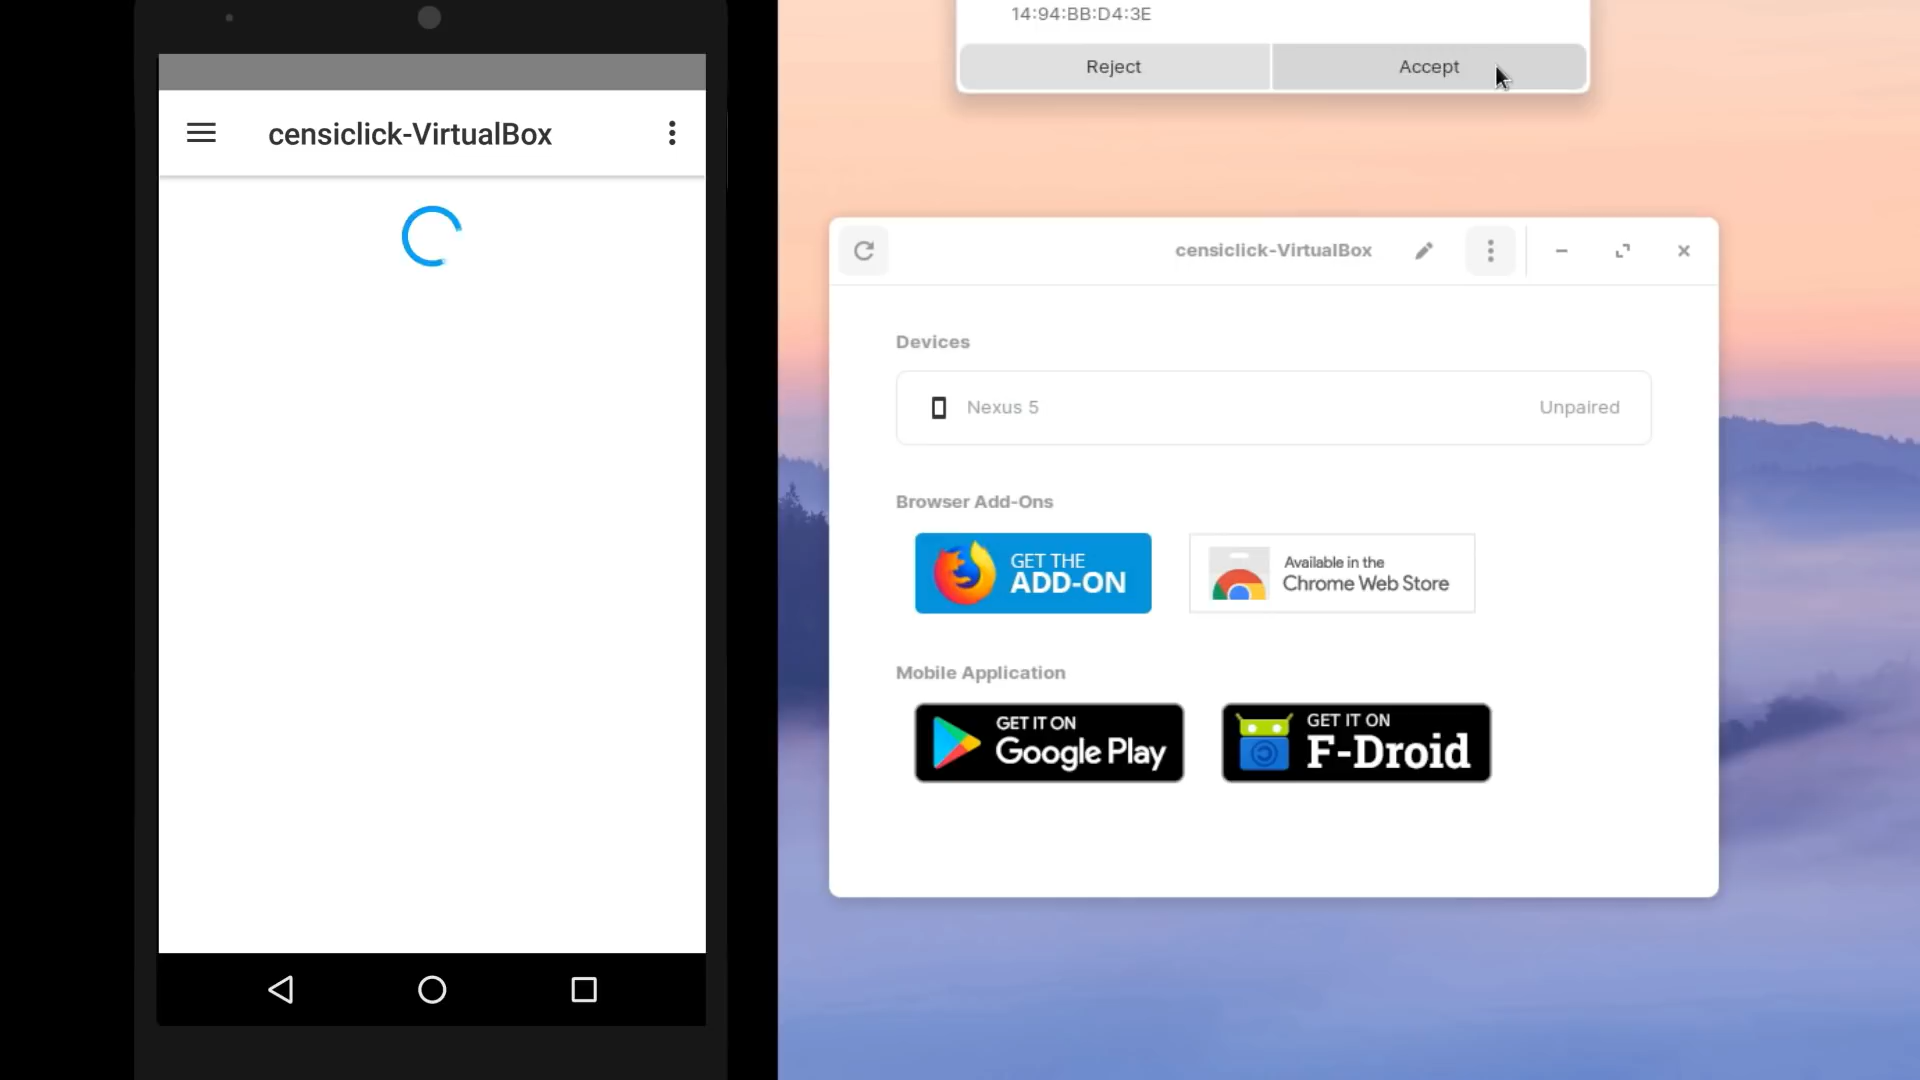 censiclick-VirtualBox
14:94:BB:D4:3E
Reject
Accept
censiclick-VirtualBox
Devices
Nexus 5
Unpaired
Browser Add-Ons
GET THE
ADD-ON
Available in the
Chrome Web Store
Mobile Application
GET IT ON
Google Play
GET IT ON
F-Droid